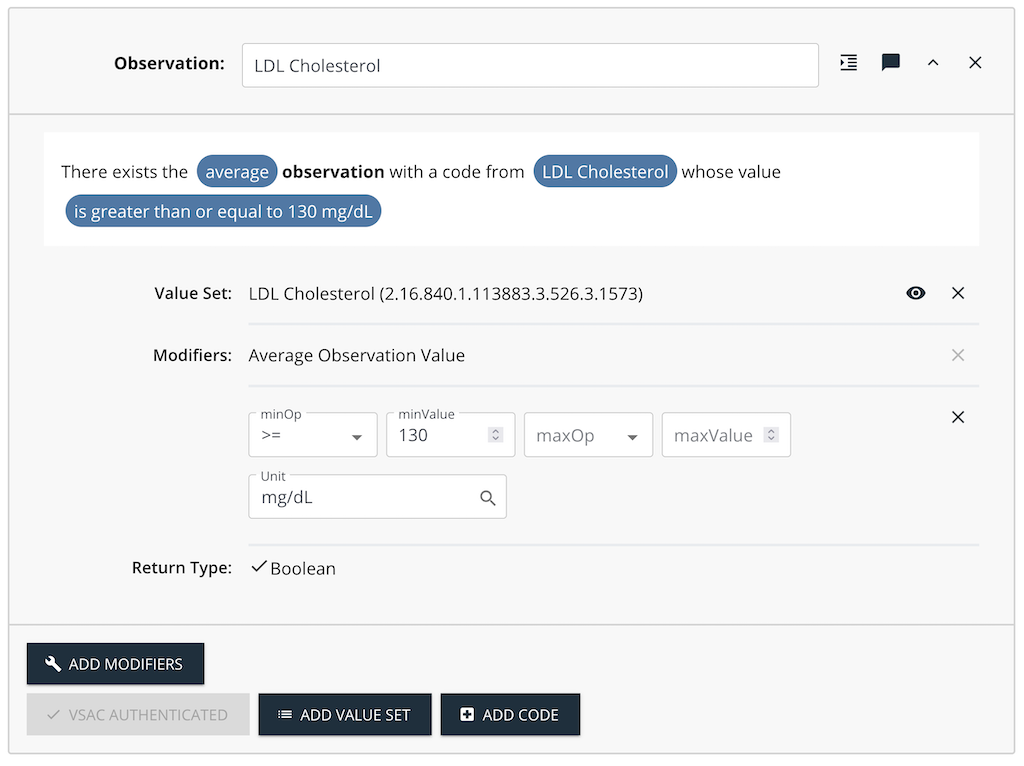 Observation: LDL Cholesterol
There exists the average observation with a code from LDL Cholesterol whose value
is greater than or equal to 130 mg/dL
Value Set: LDL Cholesterol (2.16.840.1.113883.3.526.3.1573)
Modifiers: Average Observation Value
minOp minValue
>= 130 maxOp maxValue
Unit
mg/dL
Return Type: Boolean
ADD MODIFIERS
VSAC AUTHENTICATED ADD VALUE SET ADD CODE